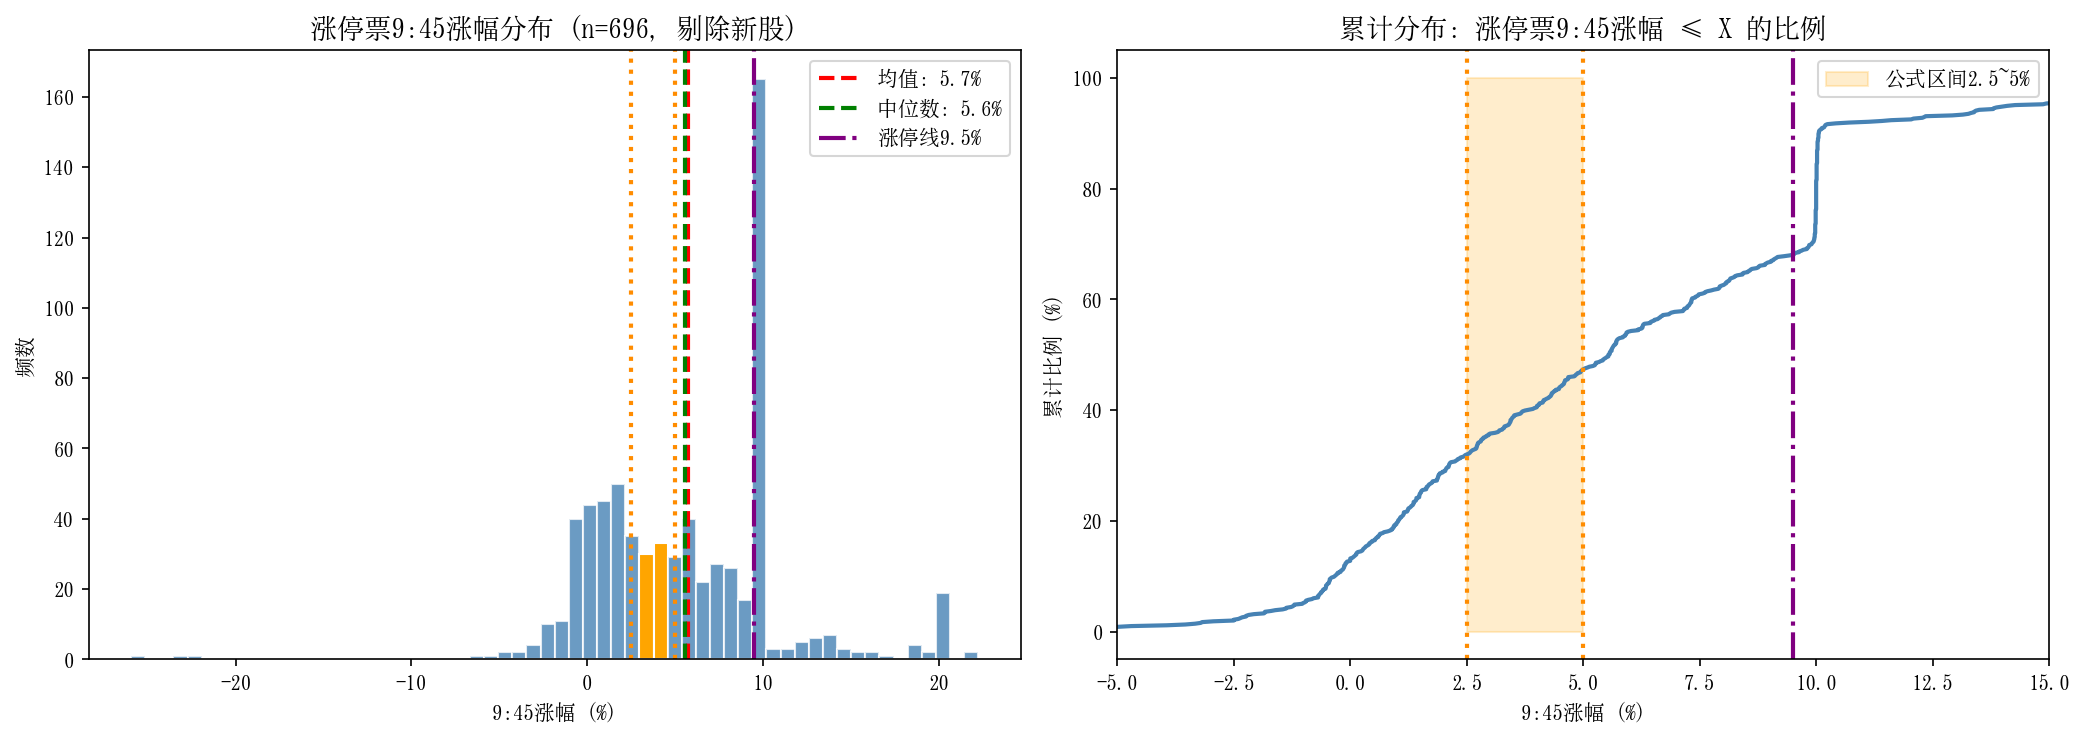 涨停票9:45涨幅分布 (n=696, 剔除新股)
均值: 5.7%
中位数: 5.6%
涨停线9.5%
160
140
120
100
80
60
40
20
0
频数
-20
-10
0
10
20
9:45涨幅 (%)
累计分布: 涨停票9:45涨幅 ≤ X 的比例
公式区间2.5~5%
100
80
60
40
20
0
累计比例 (%)
-5.0
-2.5
0.0
2.5
5.0
7.5
10.0
12.5
15.0
9:45涨幅 (%)